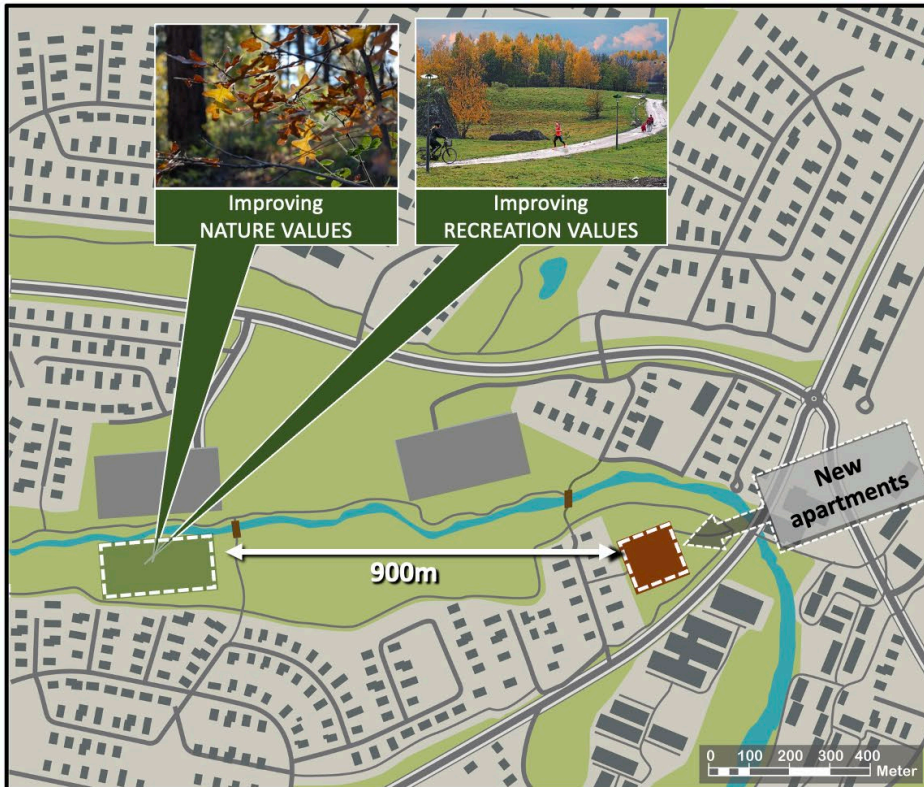 Improving
NATURE VALUES
Improving
RECREATION VALUES
New
apartments
900m
0 100 200 300 400
Meter